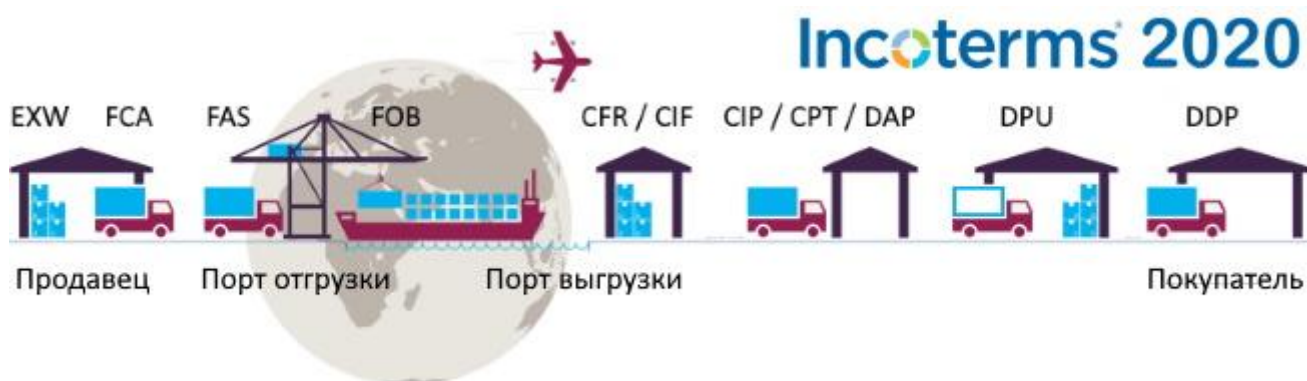 Incoterms® 2020
EXW FCA FAS FOB CFR / CIF CIP / CPT / DAP DPU DDP
Продавец Порт отгрузки Порт выгрузки Покупатель